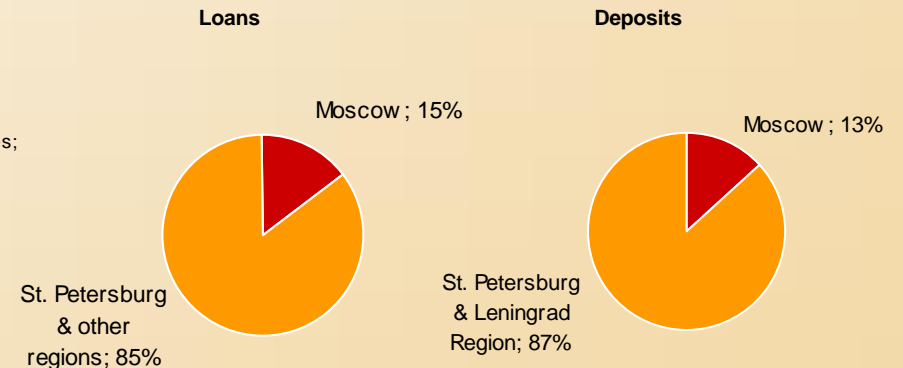 Loans
Deposits
Moscow ; 15%
Moscow ; 13%
s;
St. Petersburg
& other
regions; 85%
St. Petersburg
& Leningrad
Region; 87%